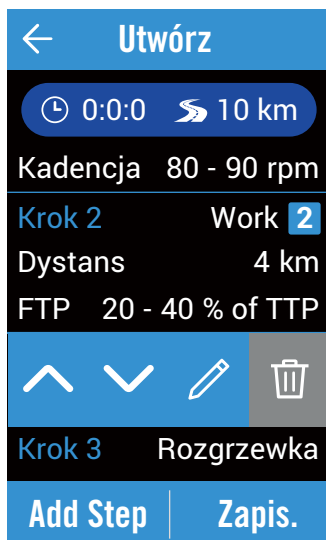 Utwórz
0:0:0 10 km
Kadencja 80 - 90 rpm
Krok 2 Work 2
Dystans 4 km
FTP 20 - 40 % of TTP
Krok 3 Rozgrzewka
Add Step Zapis.